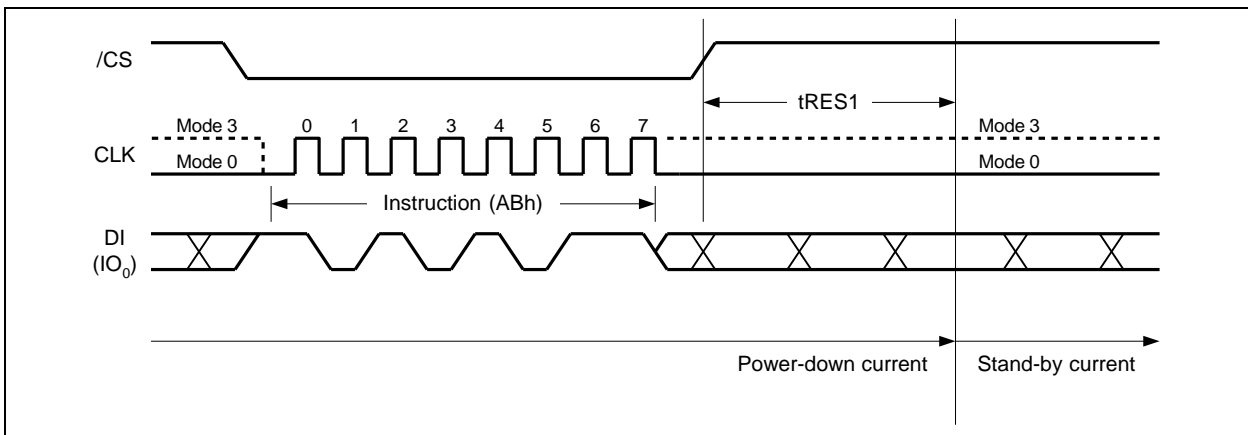 /CS
tRES1
Mode 3 0 1 2 3 4 5 6 7 Mode 3
CLK
Mode 0 Mode 0
Instruction (ABh)
DI
(IO₀)
Power-down current Stand-by current